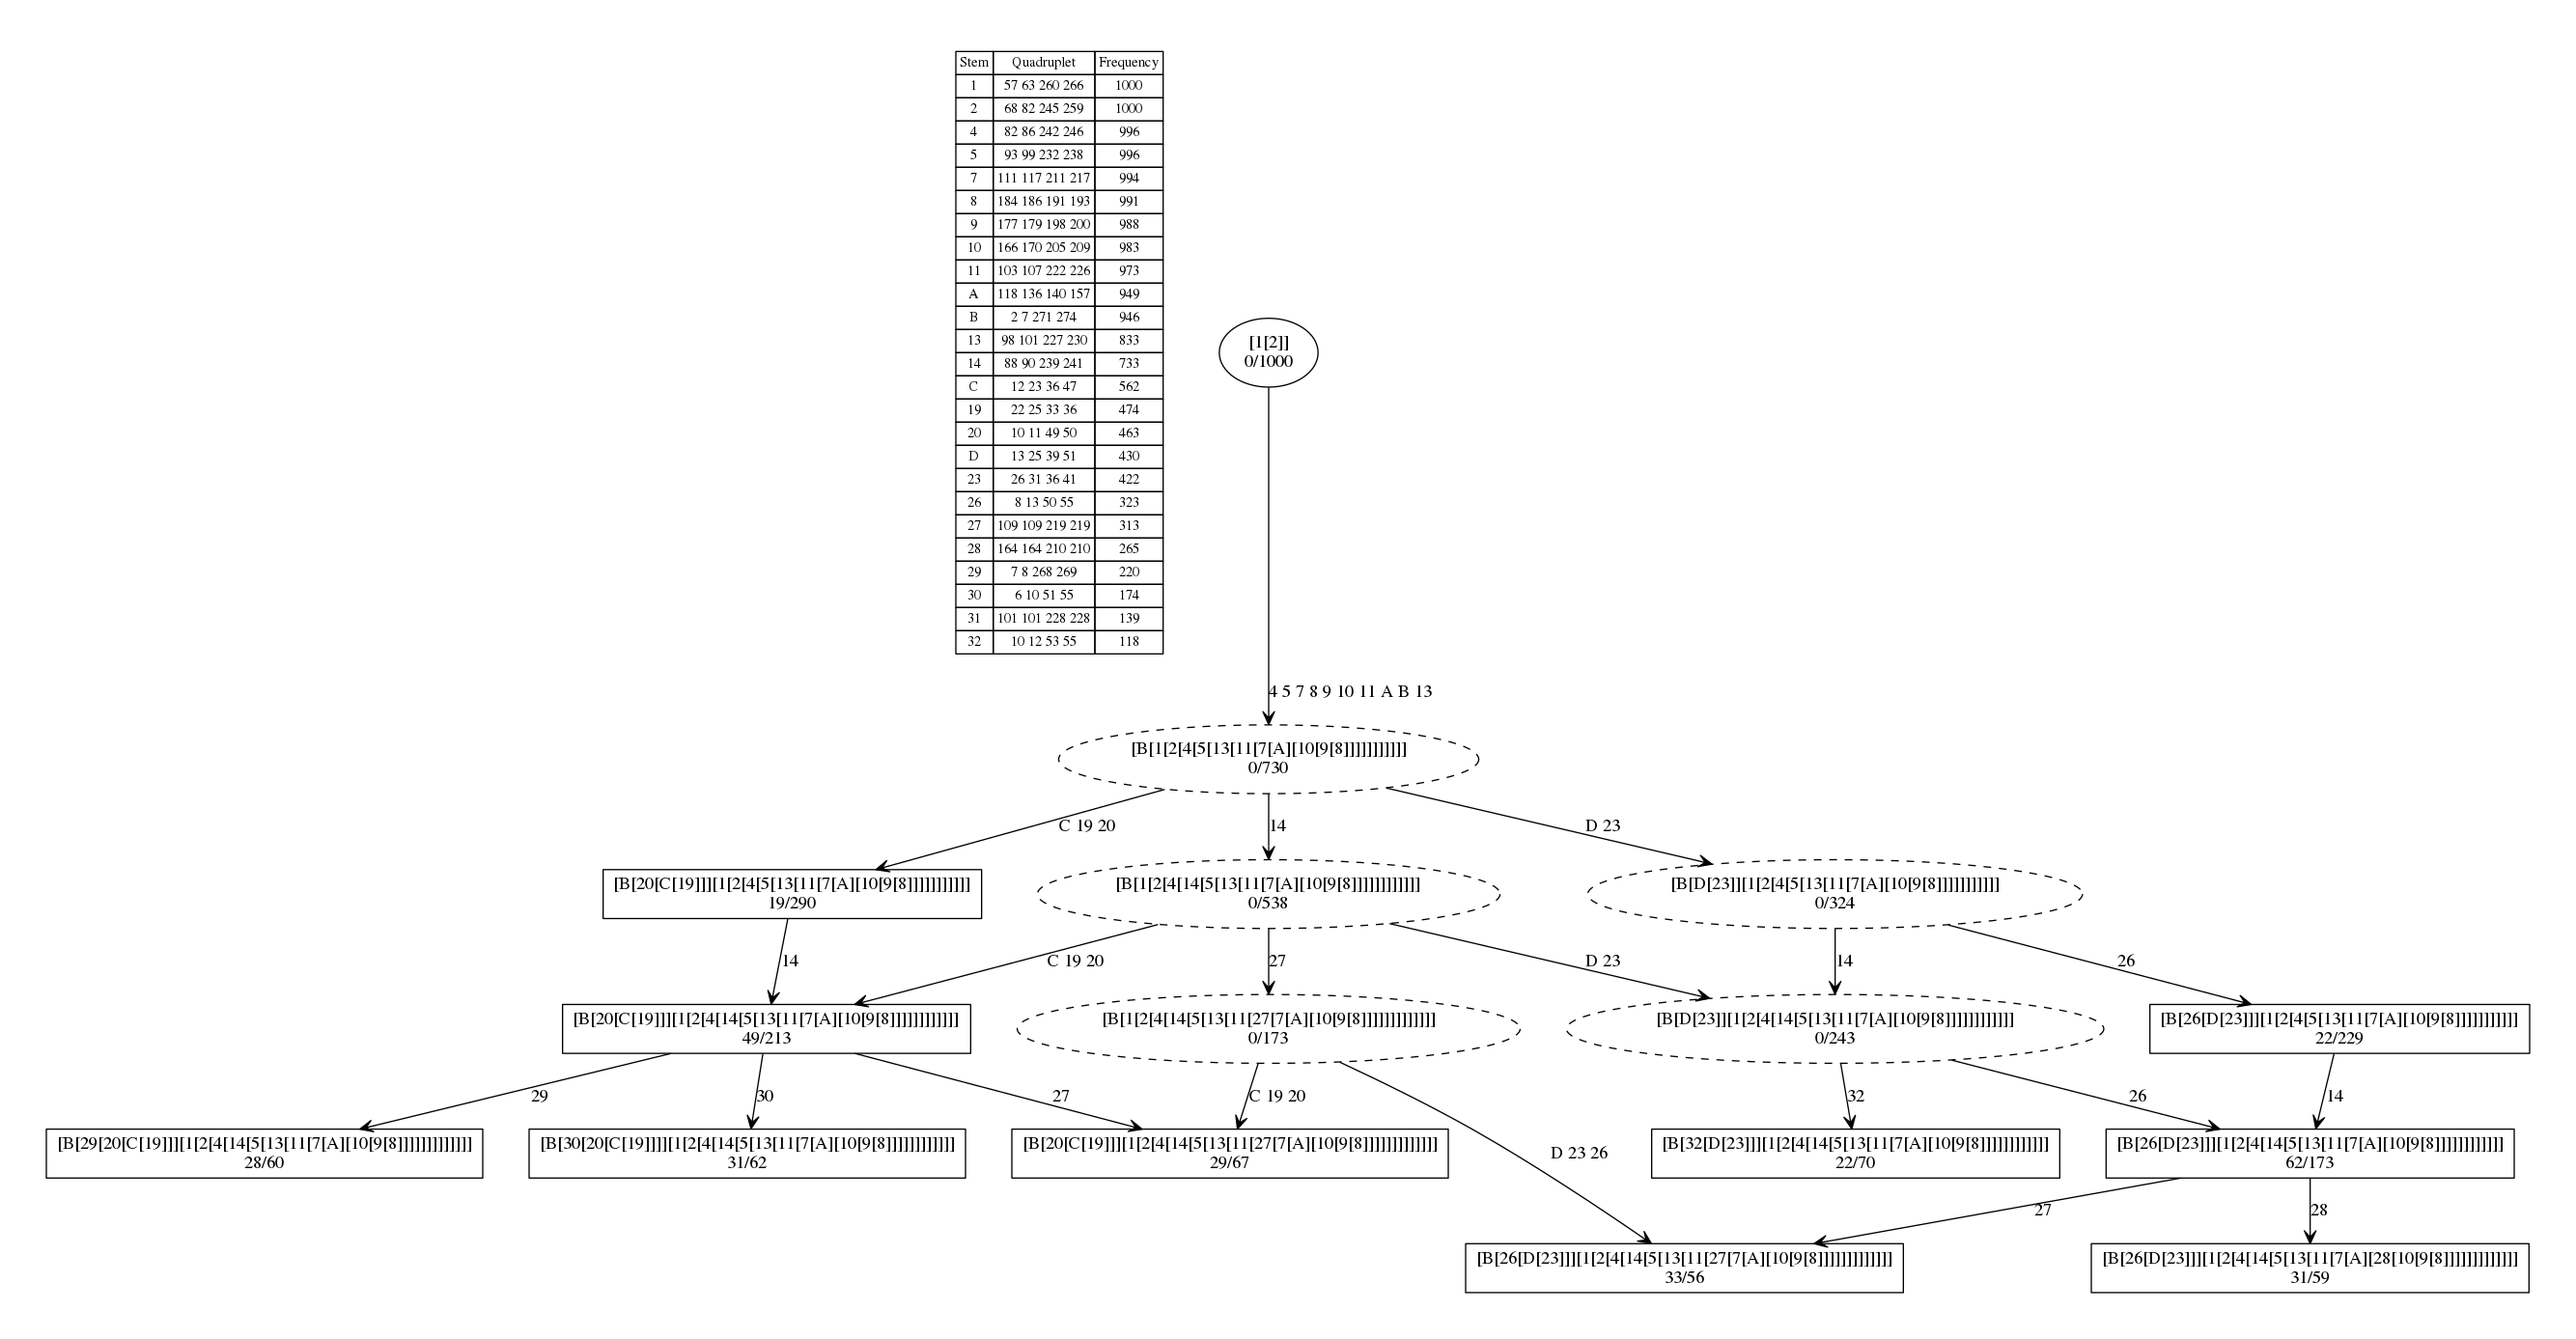 Stem Quadruplet Frequency
1 57 63 260 266 1000
2 68 82 245 259 1000
4 82 86 242 246 996
5 93 99 232 238 996
7 111 117 211 217 994
8 184 186 191 193 991
9 177 179 198 200 988
10 166 170 205 209 983
11 103 107 222 226 973
A 118 136 140 157 949
B 2 7 271 274 946
13 98 101 227 230 833
14 88 90 239 241 733
C 12 23 36 47 562
19 22 25 33 36 474
20 10 11 49 50 463
D 13 25 39 51 430
23 26 31 36 41 422
26 8 13 50 55 323
27 109 109 219 219 313
28 164 164 210 210 265
29 7 8 268 269 220
30 6 10 51 55 174
31 101 101 228 228 139
32 10 12 53 55 118
[1[2]]
0/1000
4 5 7 8 9 10 11 A B 13
[B[1[2[4[5[13[11[7[A][10[9[8]]]]]]]]]]]
0/730
C 19 20
14
D 23
[B[20[C[19]]][1[2[4[5[13[11[7[A][10[9[8]]]]]]]]]]]
19/290
[B[1[2[4[14[5[13[11[7[A][10[9[8]]]]]]]]]]]]
0/538
[B[D[23]][1[2[4[5[13[11[7[A][10[9[8]]]]]]]]]]]
0/324
14
C 19 20
27
D 23
14
26
[B[20[C[19]]][1[2[4[14[5[13[11[7[A][10[9[8]]]]]]]]]]]]
49/213
[B[1[2[4[14[5[13[11[27[7[A][10[9[8]]]]]]]]]]]]]
0/173
[B[D[23]][1[2[4[14[5[13[11[7[A][10[9[8]]]]]]]]]]]]
0/243
[B[26[D[23]]][1[2[4[5[13[11[7[A][10[9[8]]]]]]]]]]]
22/229
29
30
27
C 19 20
32
26
14
[B[29[20[C[19]]][1[2[4[14[5[13[11[7[A][10[9[8]]]]]]]]]]]]]
28/60
[B[30[20[C[19]]]][1[2[4[14[5[13[11[7[A][10[9[8]]]]]]]]]]]]
31/62
[B[20[C[19]]][1[2[4[14[5[13[11[27[7[A][10[9[8]]]]]]]]]]]]]
29/67
D 23 26
[B[32[D[23]]][1[2[4[14[5[13[11[7[A][10[9[8]]]]]]]]]]]]
22/70
[B[26[D[23]]][1[2[4[14[5[13[11[7[A][10[9[8]]]]]]]]]]]]
62/173
27
28
[B[26[D[23]]][1[2[4[14[5[13[11[27[7[A][10[9[8]]]]]]]]]]]]]
33/56
[B[26[D[23]]][1[2[4[14[5[13[11[7[A][28[10[9[8]]]]]]]]]]]]]
31/59